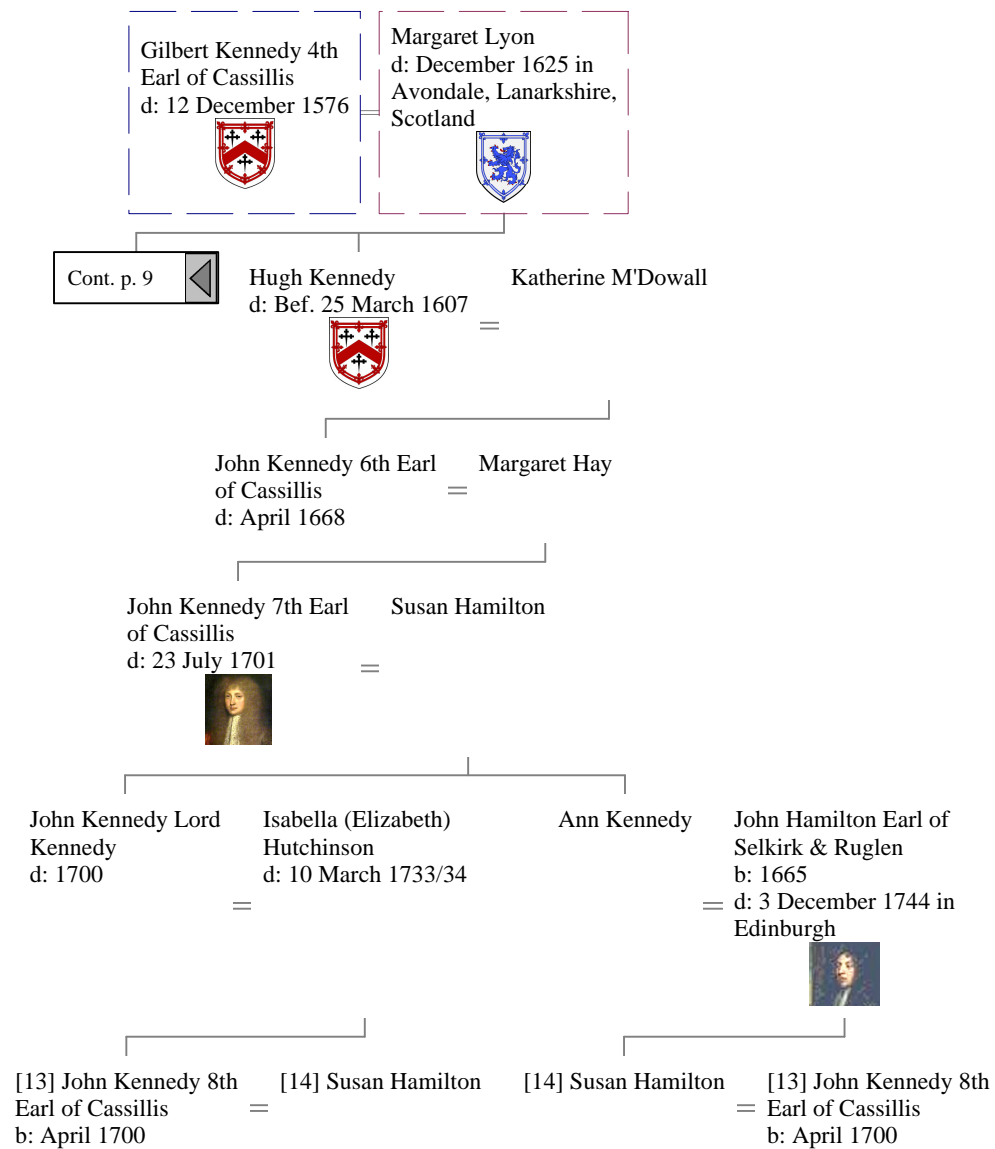 Gilbert Kennedy 4th
Earl of Cassillis
d: 12 December 1576
=
Margaret Lyon
d: December 1625 in
Avondale, Lanarkshire,
Scotland
Cont. p. 9
Hugh Kennedy
d: Bef. 25 March 1607
=
Katherine M'Dowall
John Kennedy 6th Earl
of Cassillis
d: April 1668
=
Margaret Hay
John Kennedy 7th Earl
of Cassillis
d: 23 July 1701
=
Susan Hamilton
John Kennedy Lord
Kennedy
d: 1700
=
Isabella (Elizabeth)
Hutchinson
d: 10 March 1733/34
Ann Kennedy
=
John Hamilton Earl of
Selkirk & Ruglen
b: 1665
d: 3 December 1744 in
Edinburgh
[13] John Kennedy 8th
Earl of Cassillis
b: April 1700
=
[14] Susan Hamilton
[14] Susan Hamilton
=
[13] John Kennedy 8th
Earl of Cassillis
b: April 1700